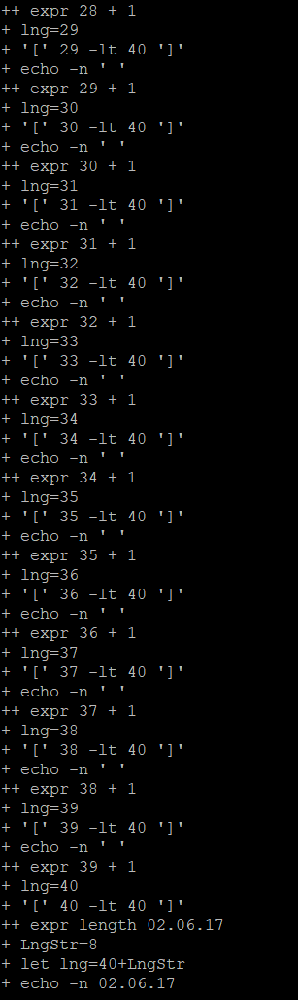 ++ expr 28 + 1
+ lng=29
+ '[' 29 -lt 40 ']'
+ echo -n ' '
++ expr 29 + 1
+ lng=30
+ '[' 30 -lt 40 ']'
+ echo -n ' '
++ expr 30 + 1
+ lng=31
+ '[' 31 -lt 40 ']'
+ echo -n ' '
++ expr 31 + 1
+ lng=32
+ '[' 32 -lt 40 ']'
+ echo -n ' '
++ expr 32 + 1
+ lng=33
+ '[' 33 -lt 40 ']'
+ echo -n ' '
++ expr 33 + 1
+ lng=34
+ '[' 34 -lt 40 ']'
+ echo -n ' '
++ expr 34 + 1
+ lng=35
+ '[' 35 -lt 40 ']'
+ echo -n ' '
++ expr 35 + 1
+ lng=36
+ '[' 36 -lt 40 ']'
+ echo -n ' '
++ expr 36 + 1
+ lng=37
+ '[' 37 -lt 40 ']'
+ echo -n ' '
++ expr 37 + 1
+ lng=38
+ '[' 38 -lt 40 ']'
+ echo -n ' '
++ expr 38 + 1
+ lng=39
+ '[' 39 -lt 40 ']'
+ echo -n ' '
++ expr 39 + 1
+ lng=40
+ '[' 40 -lt 40 ']'
++ expr length 02.06.17
+ LngStr=8
+ let lng=40+LngStr
+ echo -n 02.06.17